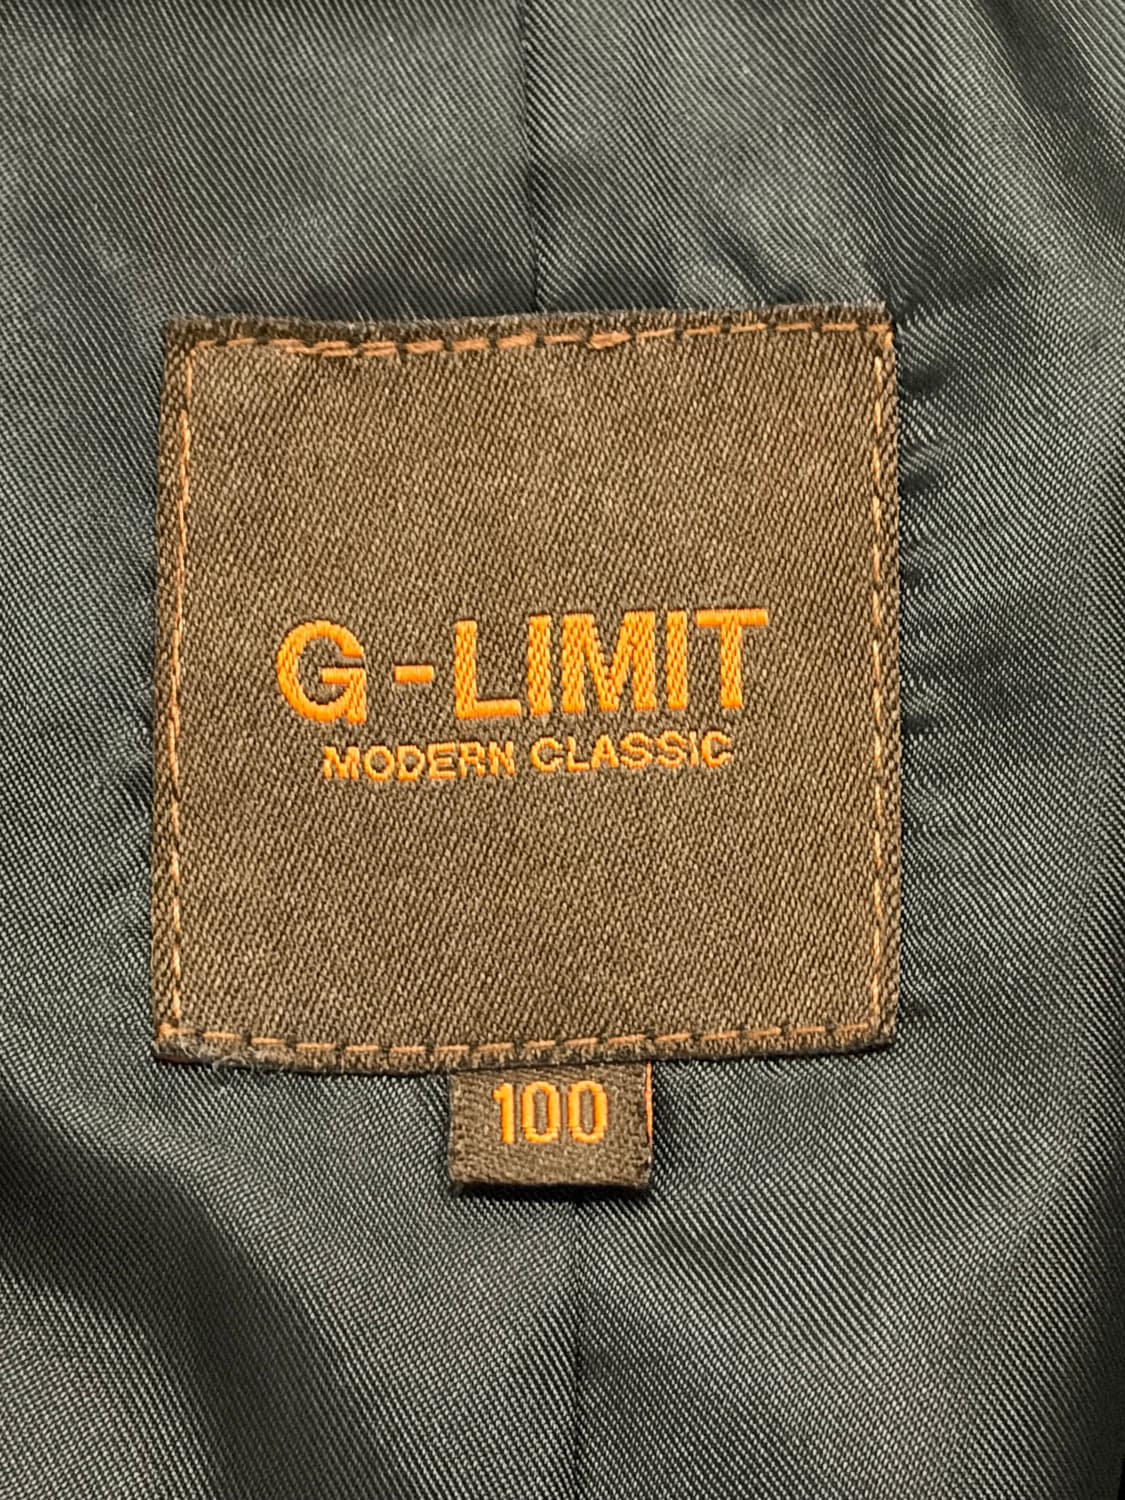 G-LIMIT
MODERN CLASSIC
100